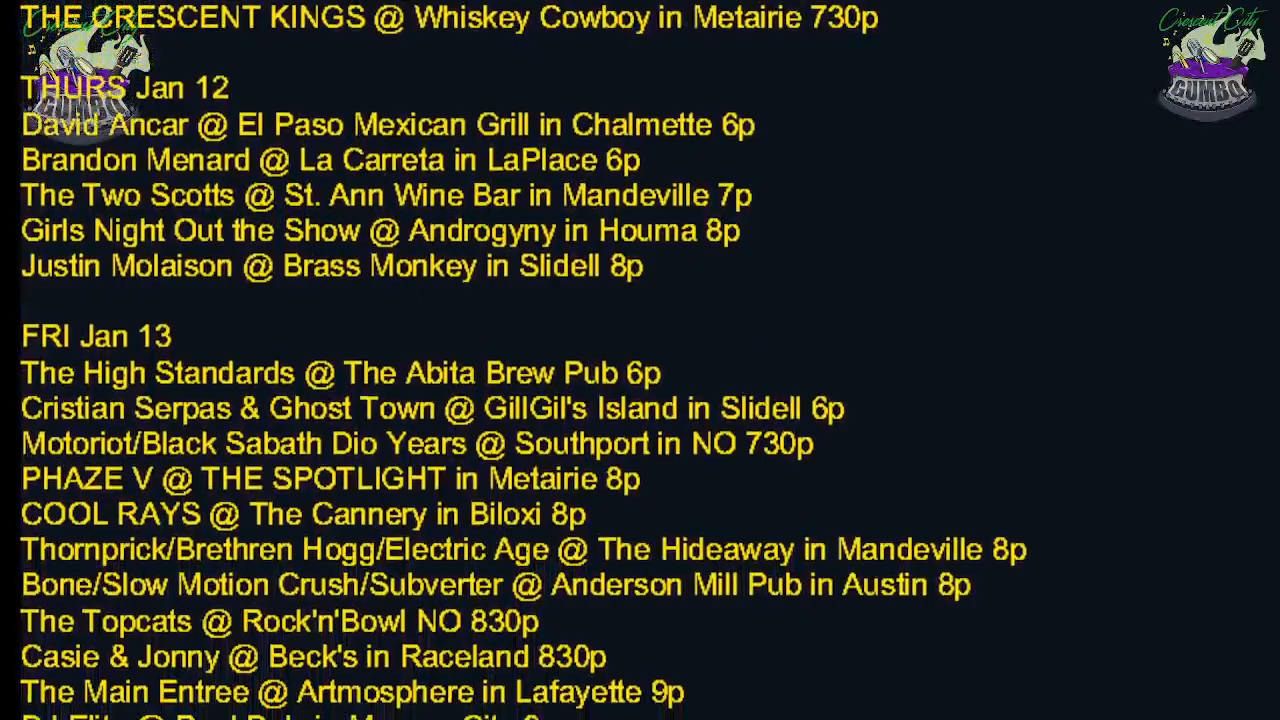 THE CRESCENT KINGS @ Whiskey Cowboy in Metairie 730p
Crescent City
GUMBO
Crescent City
GUMBO
THURS Jan 12
David Ancar @ El Paso Mexican Grill in Chalmette 6p
Brandon Menard @ La Carreta in LaPlace 6p
The Two Scotts @ St. Ann Wine Bar in Mandeville 7p
Girls Night Out the Show @ Androgyny in Houma 8p
Justin Molaison @ Brass Monkey in Slidell 8p
FRI Jan 13
The High Standards @ The Abita Brew Pub 6p
Cristian Serpas & Ghost Town @ GillGil's Island in Slidell 6p
Motoriot/Black Sabath Dio Years @ Southport in NO 730p
PHAZE V @ THE SPOTLIGHT in Metairie 8p
COOL RAYS @ The Cannery in Biloxi 8p
Thornprick/Brethren Hogg/Electric Age @ The Hideaway in Mandeville 8p
Bone/Slow Motion Crush/Subverter @ Anderson Mill Pub in Austin 8p
The Topcats @ Rock'n'Bowl NO 830p
Casie & Jonny @ Beck's in Raceland 830p
The Main Entree @ Artmosphere in Lafayette 9p